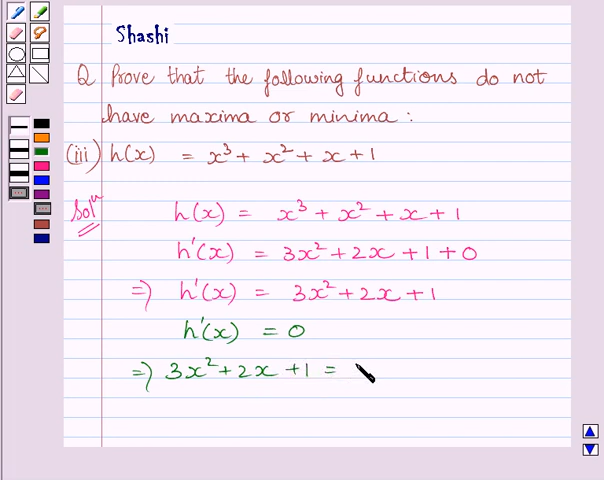 Shashi
Q Prove that the following functions do not
have maxima or minima :
(iii) h(x) = x³ + x² + x + 1
Solⁿ h(x) = x³ + x² + x + 1
h'(x) = 3x² + 2x + 1 + 0
=) h'(x) = 3x² + 2x + 1
h'(x) = 0
=) 3x² + 2x + 1 =